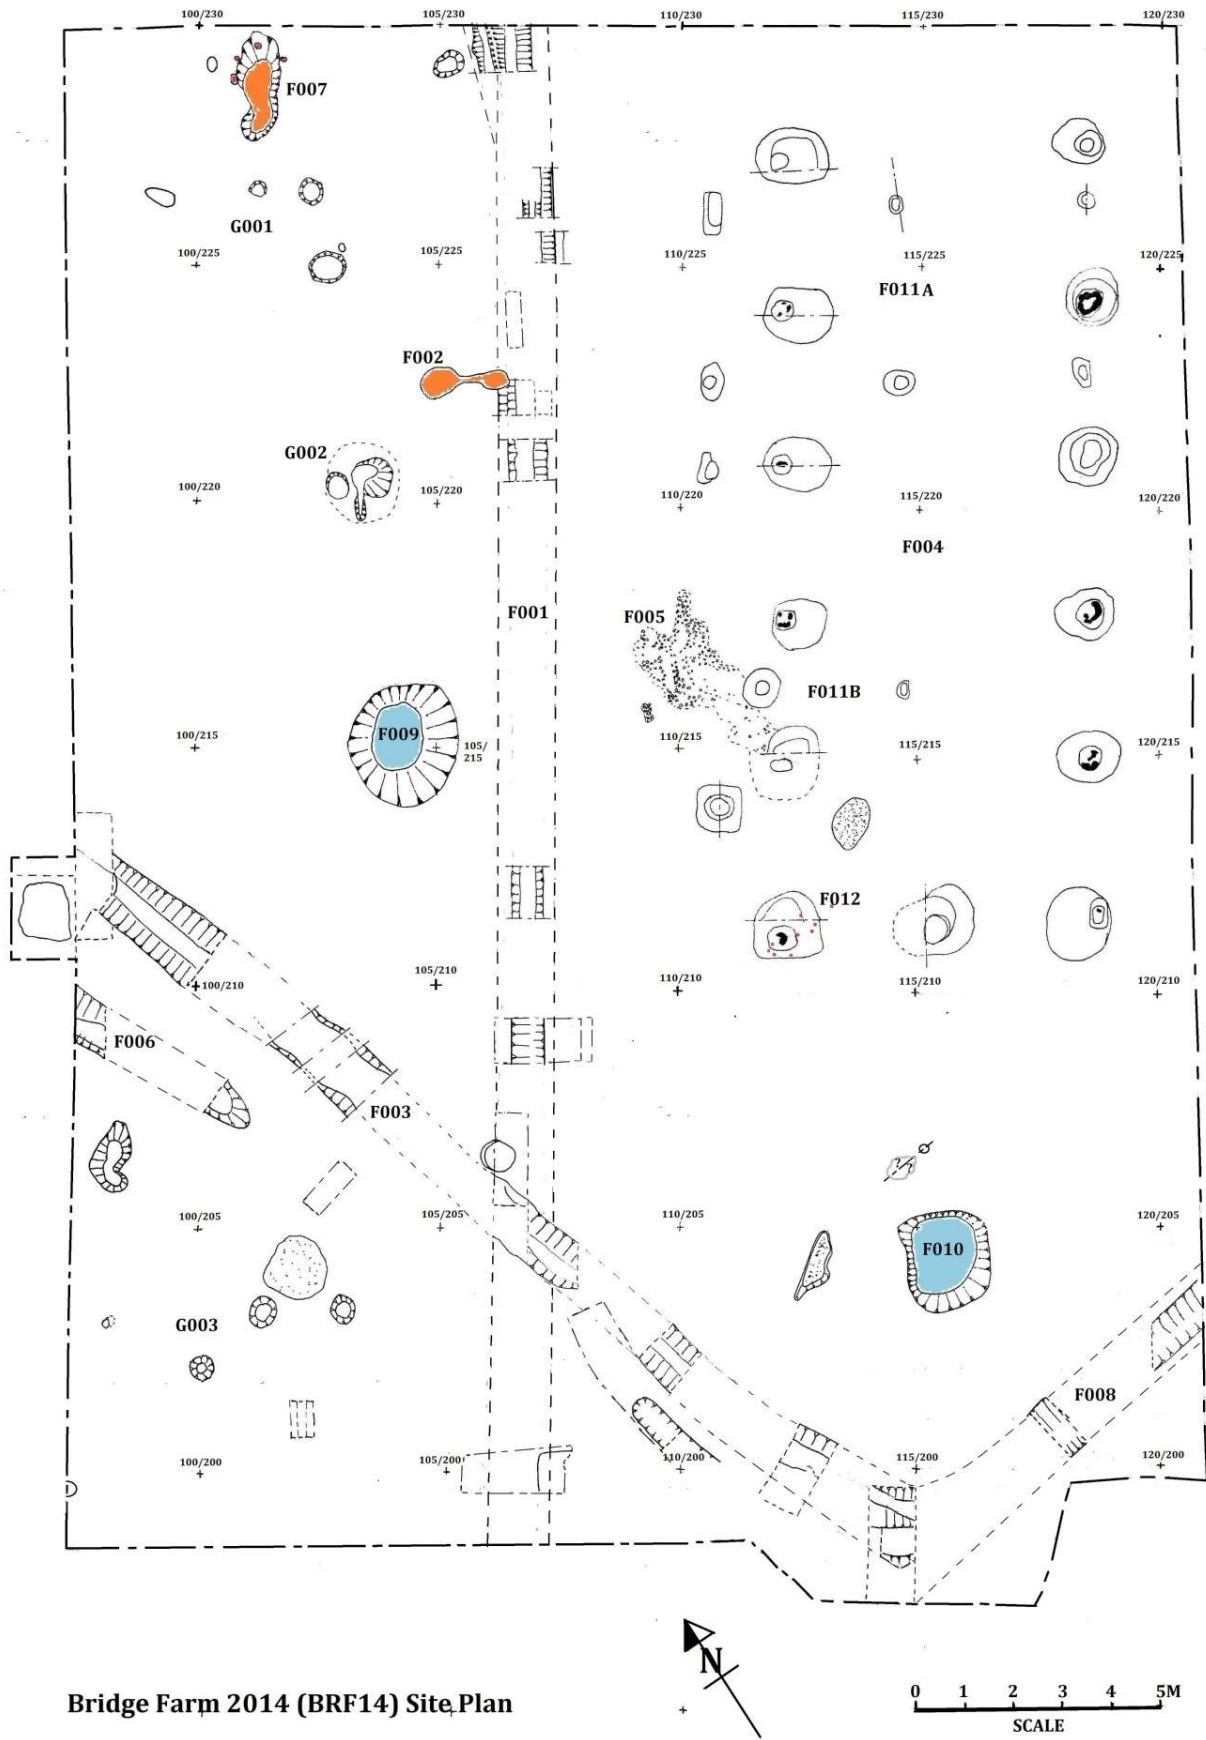 100/230 105/230 110/230 115/230 120/230
F007
G001
100/225 105/225 110/225 115/225 120/225
F011A
F002
G002
100/220 105/220 110/220 115/220 120/220
F004
F001
F005
F011B
F009
100/215 105/
215 110/215 115/215 120/215
F012
100/210 105/210 110/210 115/210 120/210
F006
F003
100/205 105/205 110/205 115/205 120/205
F010
G003
F008
100/200 105/200 110/200 115/200 120/200
N
Bridge Farm 2014 (BRF14) Site Plan
0 1 2 3 4 5M
SCALE